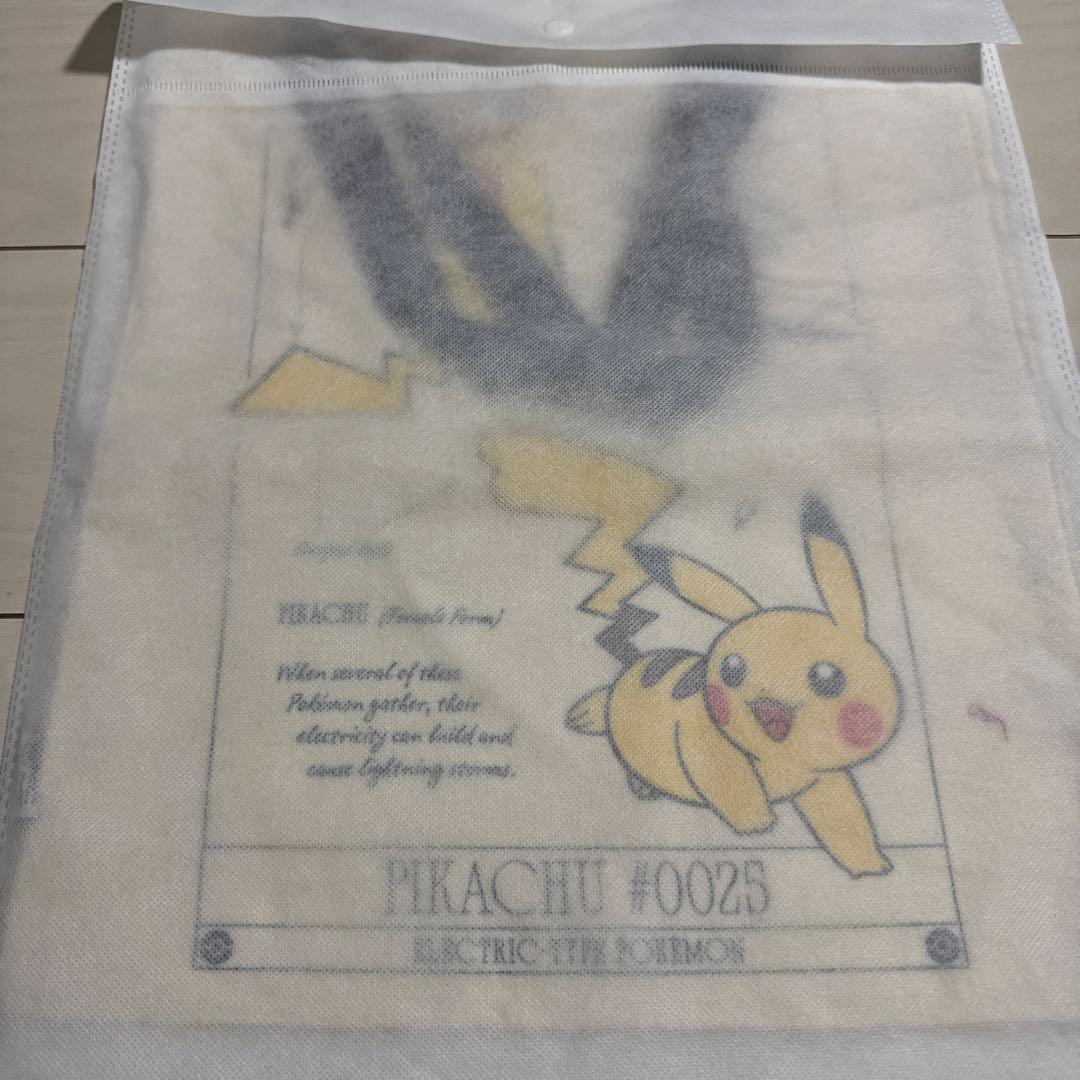 PIKACHU (Female Form)
When several of these
Pokémon gather, their
electricity can build and
cause lightning storms.
PIKACHU #0025
ELECTRIC-TYPE POKÉMON